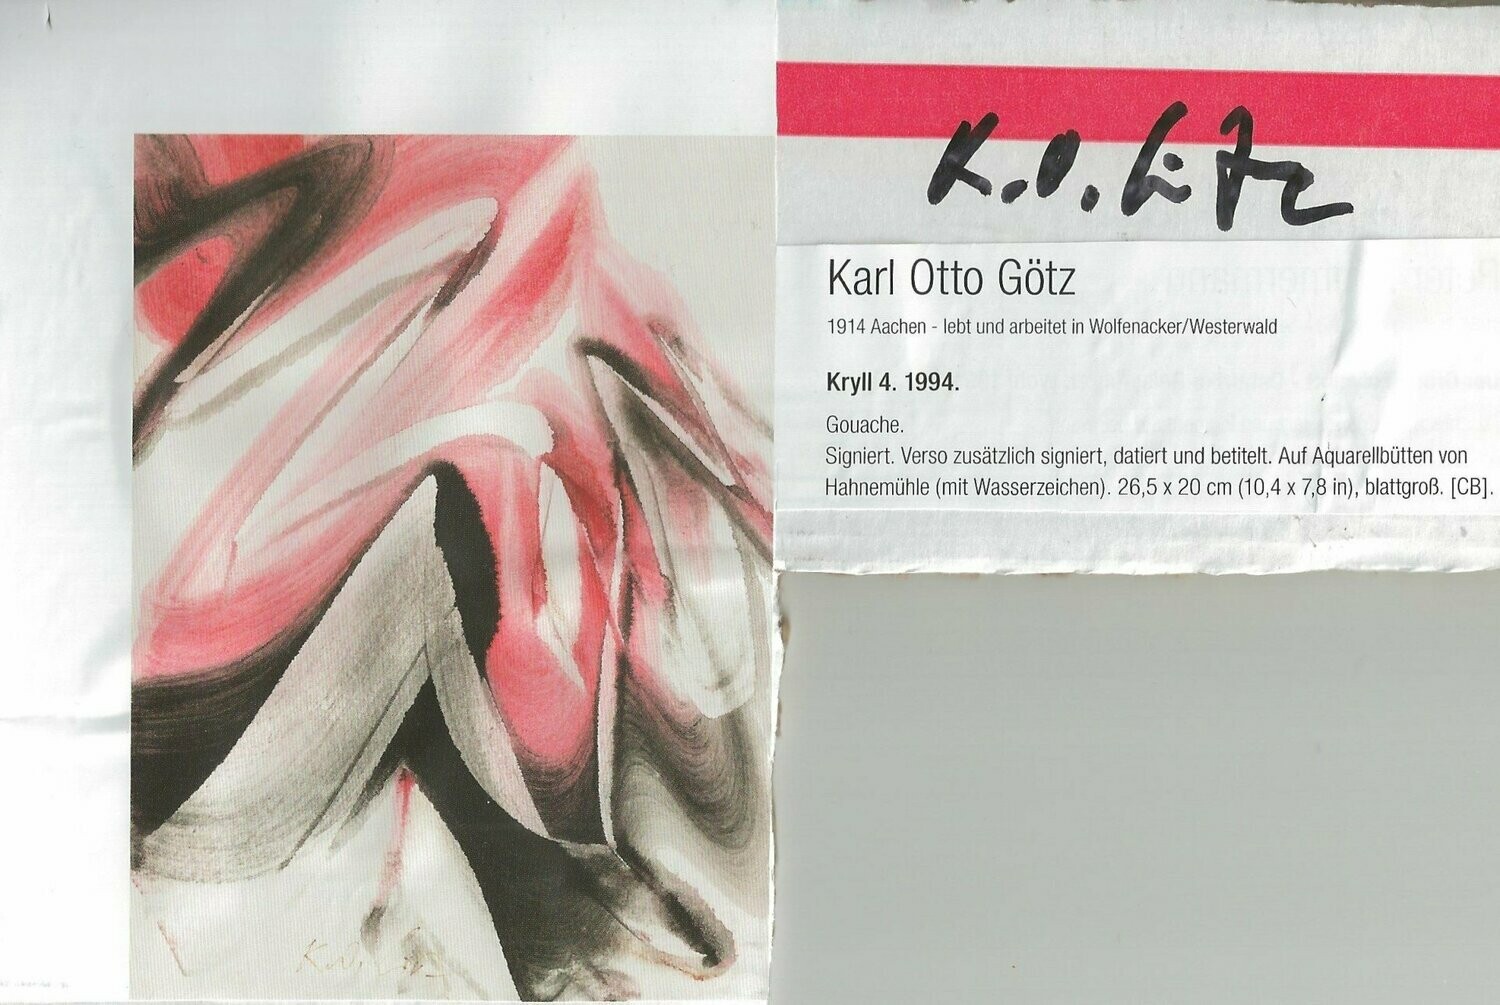 K.O. Götz
Karl Otto Götz
1914 Aachen - lebt und arbeitet in Wolfenacker/Westerwald
Kryll 4. 1994.
Gouache.
Signiert. Verso zusätzlich signiert, datiert und betitelt. Auf Aquarellbütten von
Hahnemühle (mit Wasserzeichen). 26,5 x 20 cm (10,4 x 7,8 in), blattgroß. [CB].
K.O. Götz